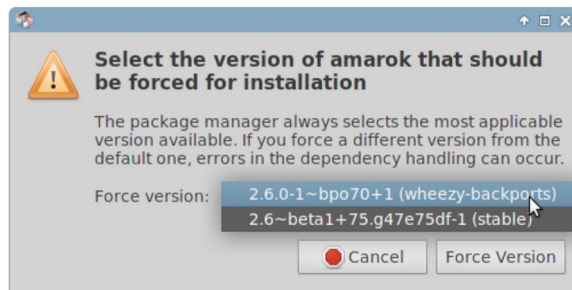 Select the version of amarok that should
be forced for installation
The package manager always selects the most applicable
version available. If you force a different version from the
default one, errors in the dependency handling can occur.
Force version:
2.6.0-1~bpo70+1 (wheezy-backports)
2.6~beta1+75.g47e75df-1 (stable)
Cancel
Force Version